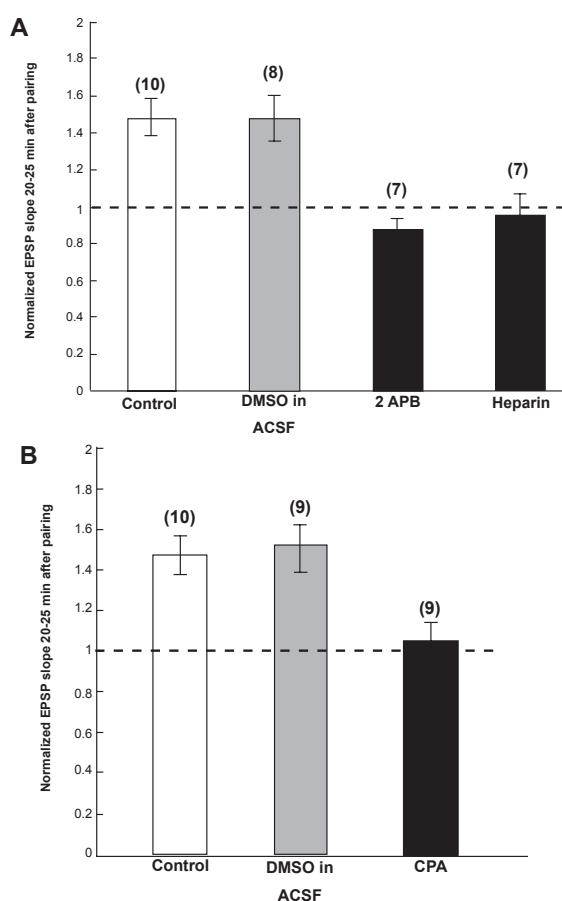 A
Normalized EPSP slope 20-25 min after pairing
2
1.8
1.6
1.4
1.2
1
0.8
0.6
0.4
0.2
0
(10)
(8)
(7)
(7)
Control
DMSO in
ACSF
2 APB
Heparin
B
Normalized EPSP slope 20-25 min after pairing
2
1.8
1.6
1.4
1.2
1
0.8
0.6
0.4
0.2
0
(10)
(9)
(9)
Control
DMSO in
ACSF
CPA